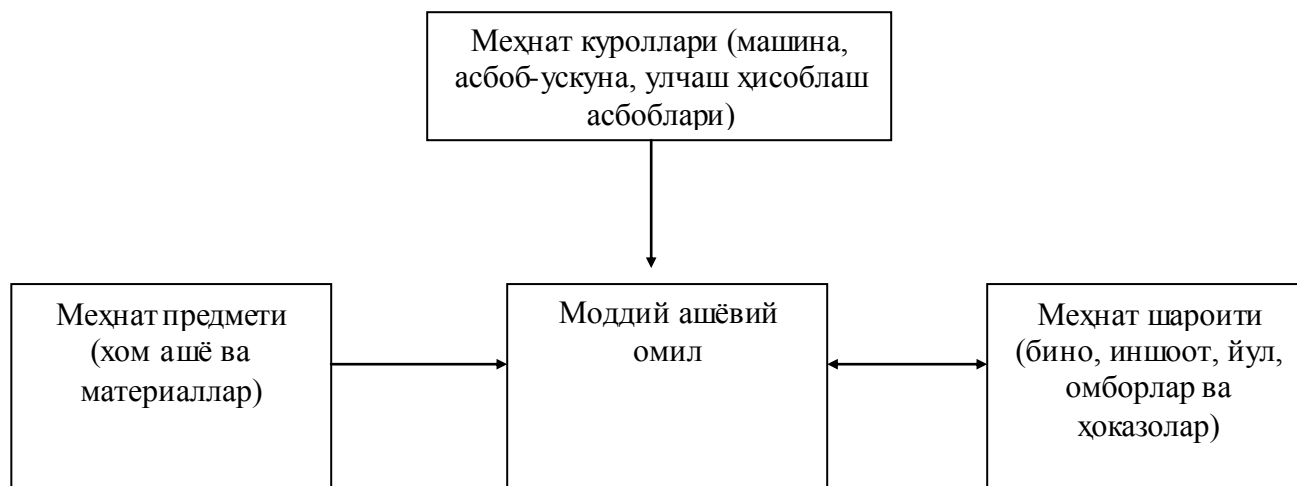 Меҳнат куроллари (машина,
асбоб-ускуна, улчаш ҳисоблаш
асбоблари)
Меҳнат предмети
(хом ашё ва
материаллар)
Моддий ашёвий
омил
Меҳнат шароити
(бино, иншоот, йул,
омборлар ва
ҳоказолар)